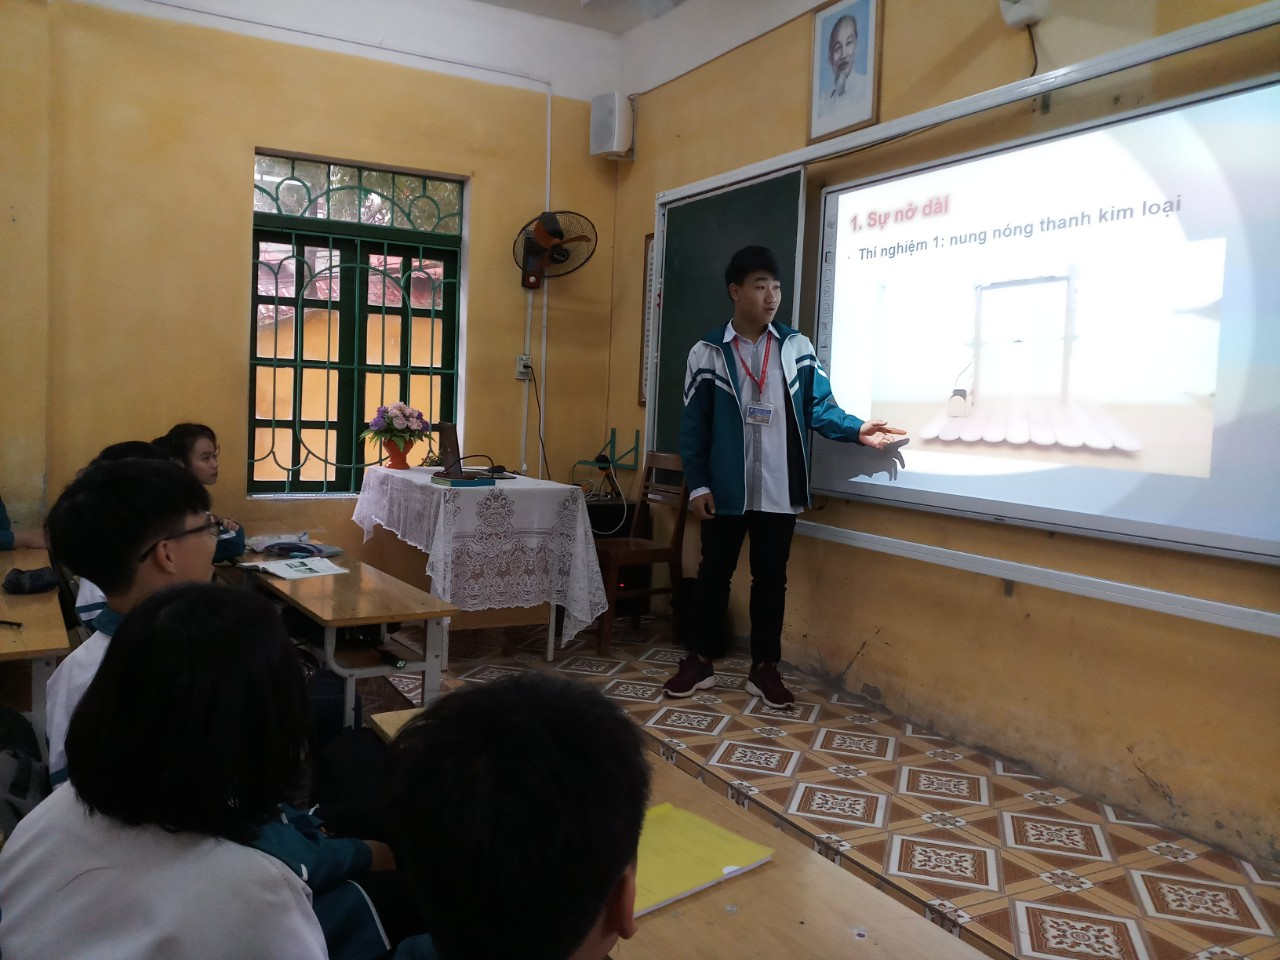 1. Sự nở dài
• Thí nghiệm 1: nung nóng thanh kim loại